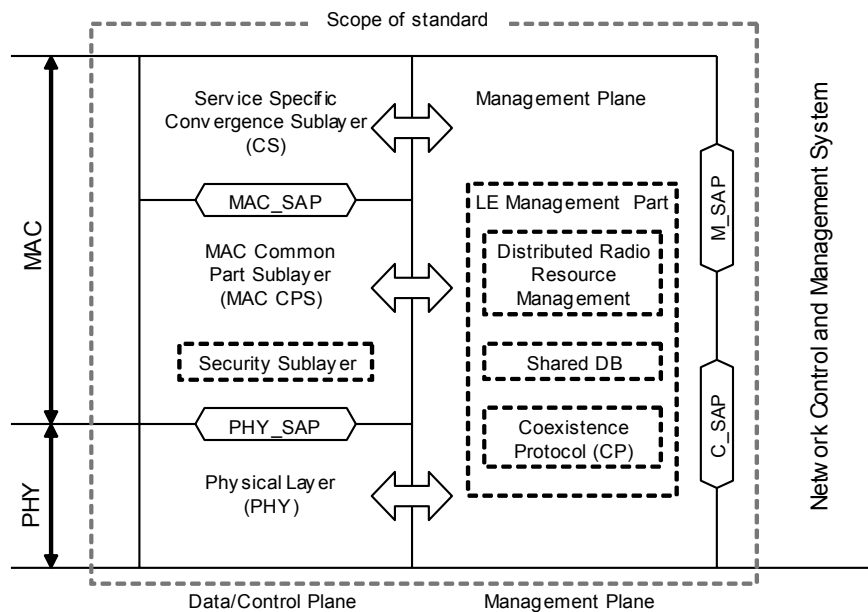 Scope of standard
Service Specific
Convergence Sublayer
(CS)
Management Plane
MAC_SAP
LE Management Part
MAC Common
Part Sublayer
(MAC CPS)
Distributed Radio
Resource
Management
Security Sublayer
Shared DB
PHY_SAP
Coexistence
Protocol (CP)
Physical Layer
(PHY)
MAC
PHY
M_SAP
C_SAP
Network Control and Management System
Data/Control Plane
Management Plane